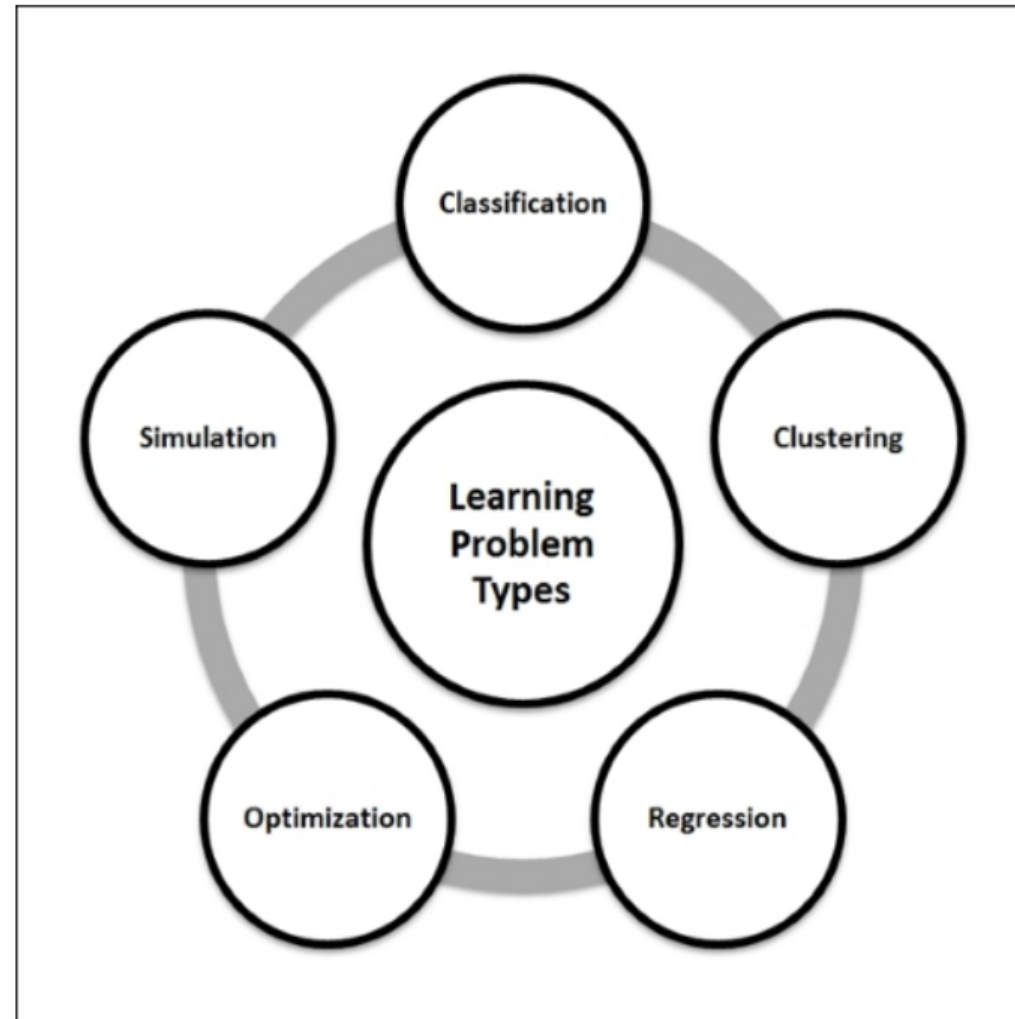 Classification
Simulation
Clustering
Learning
Problem
Types
Optimization
Regression